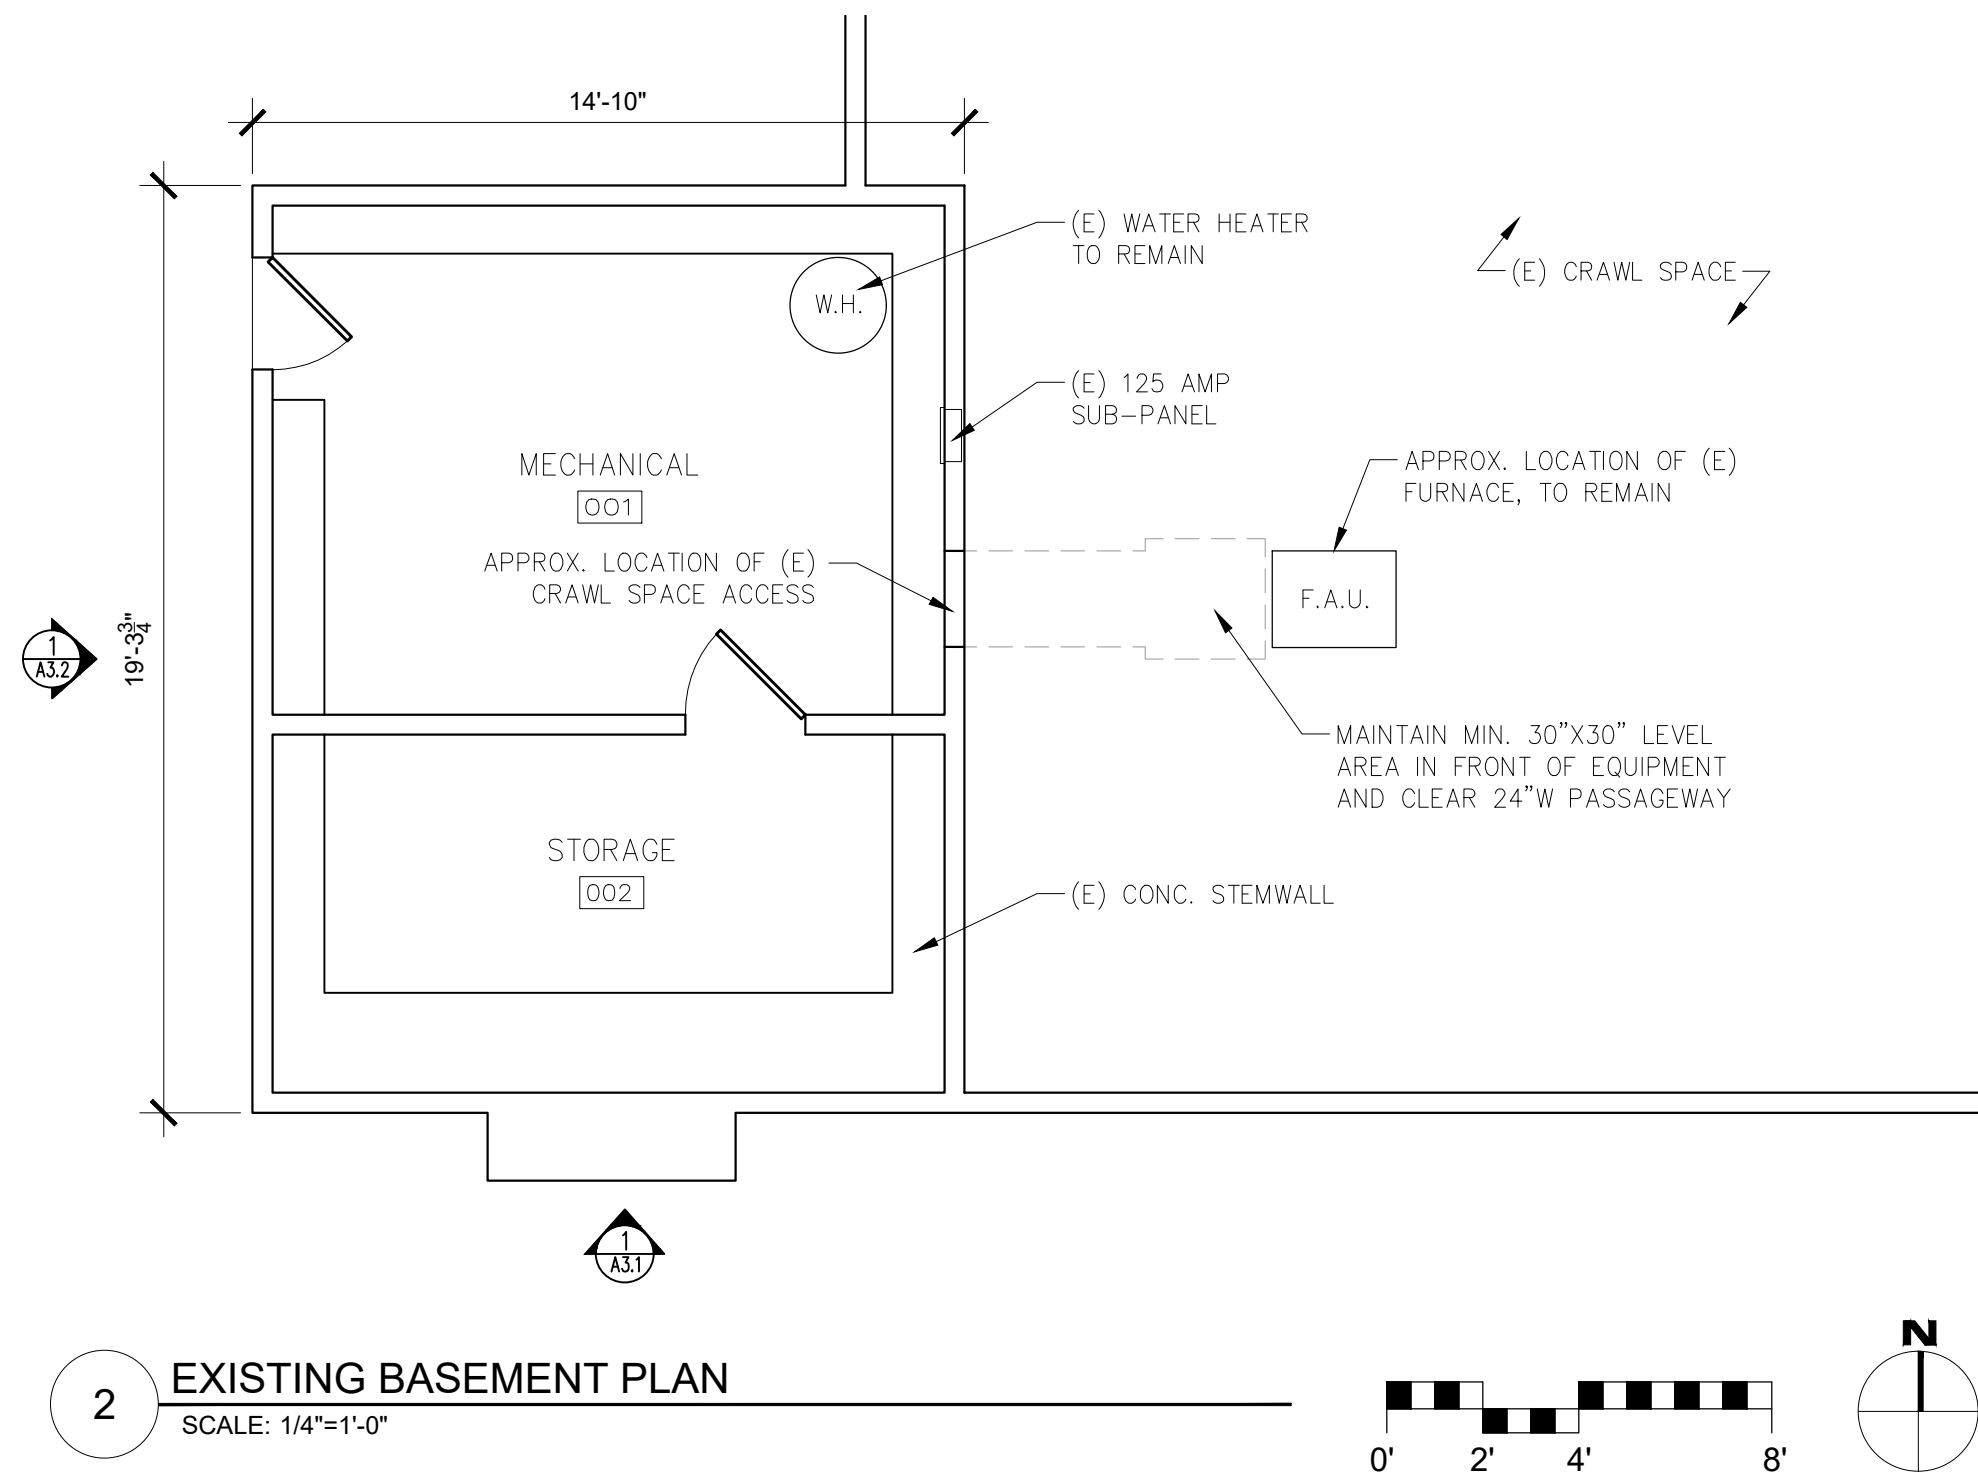 14'-10"
(E) WATER HEATER
TO REMAIN
(E) CRAWL SPACE
W.H.
(E) 125 AMP
SUB-PANEL
MECHANICAL
001
APPROX. LOCATION OF (E)
FURNACE, TO REMAIN
APPROX. LOCATION OF (E)
CRAWL SPACE ACCESS
F.A.U.
19'-3 3/4"
1
A3.2
MAINTAIN MIN. 30"X30" LEVEL
AREA IN FRONT OF EQUIPMENT
AND CLEAR 24"W PASSAGEWAY
STORAGE
002
(E) CONC. STEMWALL
1
A3.1
2
EXISTING BASEMENT PLAN
SCALE: 1/4"=1'-0"
0' 2' 4' 8'
N